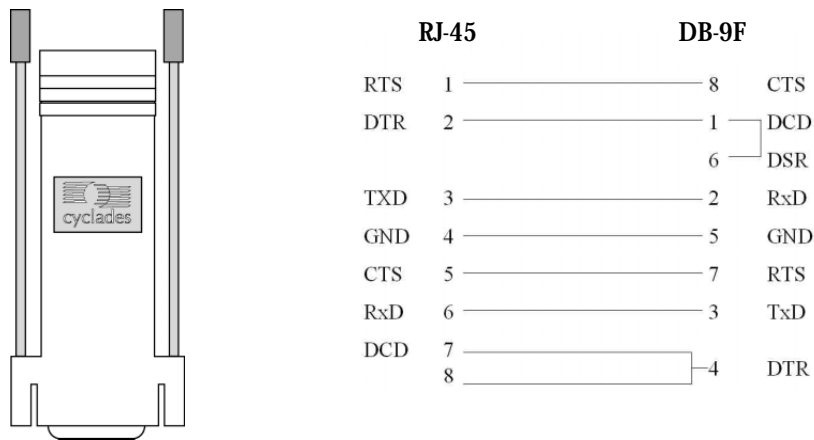 RJ-45 DB-9F
RTS 1 8 CTS
DTR 2 1 DCD
6 DSR
TXD 3 2 RxD
cyclades
GND 4 5 GND
CTS 5 7 RTS
RxD 6 3 TxD
DCD 7
4 DTR
8